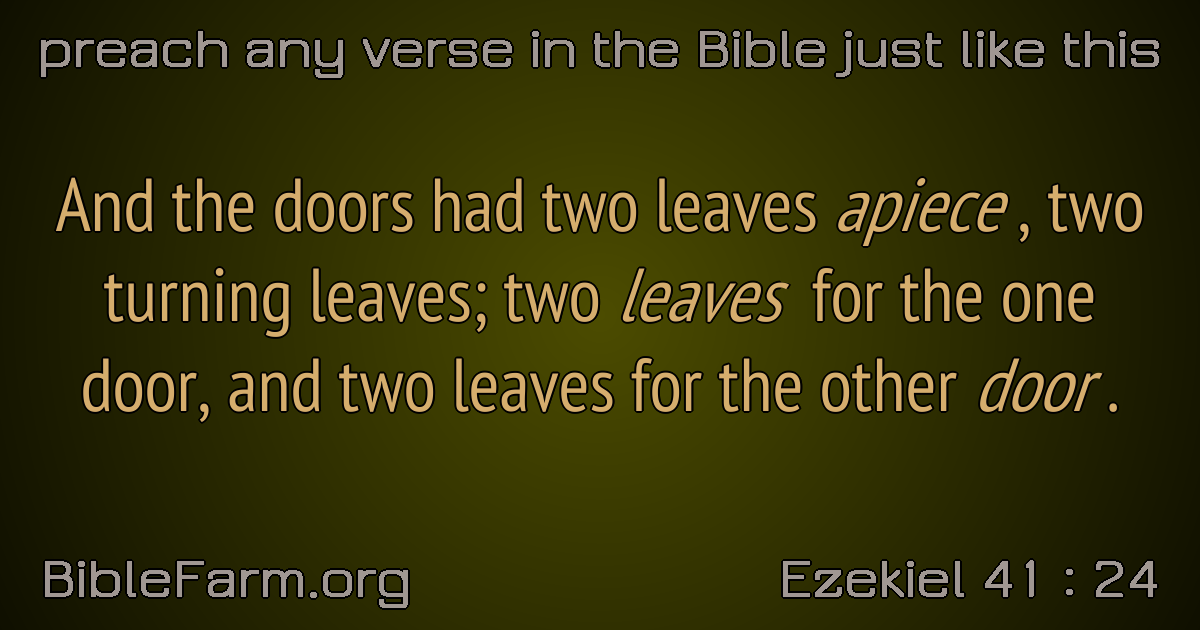 preach any verse in the Bible just like this
And the doors had two leaves apiece , two
turning leaves; two leaves for the one
door, and two leaves for the other door .
BibleFarm.org
Ezekiel 41 : 24